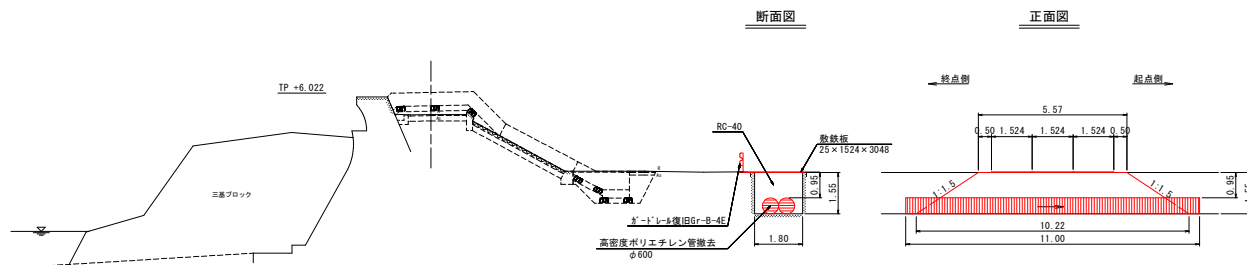 断面図
正面図
TP +6.022
終点側
起点側
5.57
0.50
1.524
1.524
1.524
0.50
RC-40
敷鉄板
25×1524×3048
0.95
1.55
1:1.5
1:1.5
0.95
1.55
三基ブロック
ｶﾞｰﾄﾞﾚｰﾙ復旧Gr-B-4E
高密度ポリエチレン管撤去
φ600
1.80
10.22
11.00